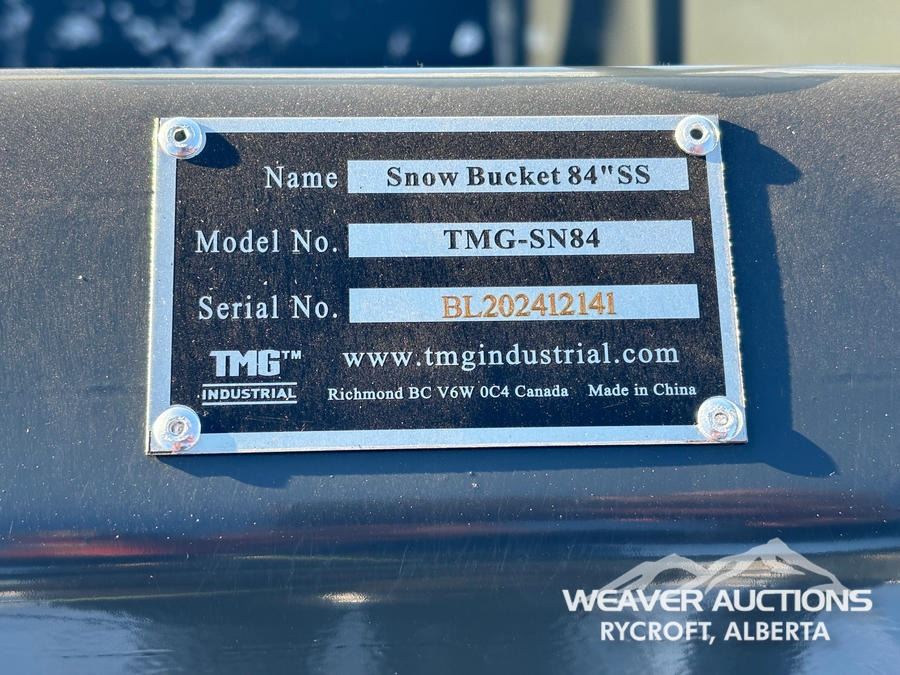 Name Snow Bucket 84"SS
Model No. TMG-SN84
Serial No. BL202412141
TMG™ www.tmgindustrial.com
INDUSTRIAL Richmond BC V6W 0C4 Canada Made in China
WEAVER AUCTIONS
RYCROFT, ALBERTA